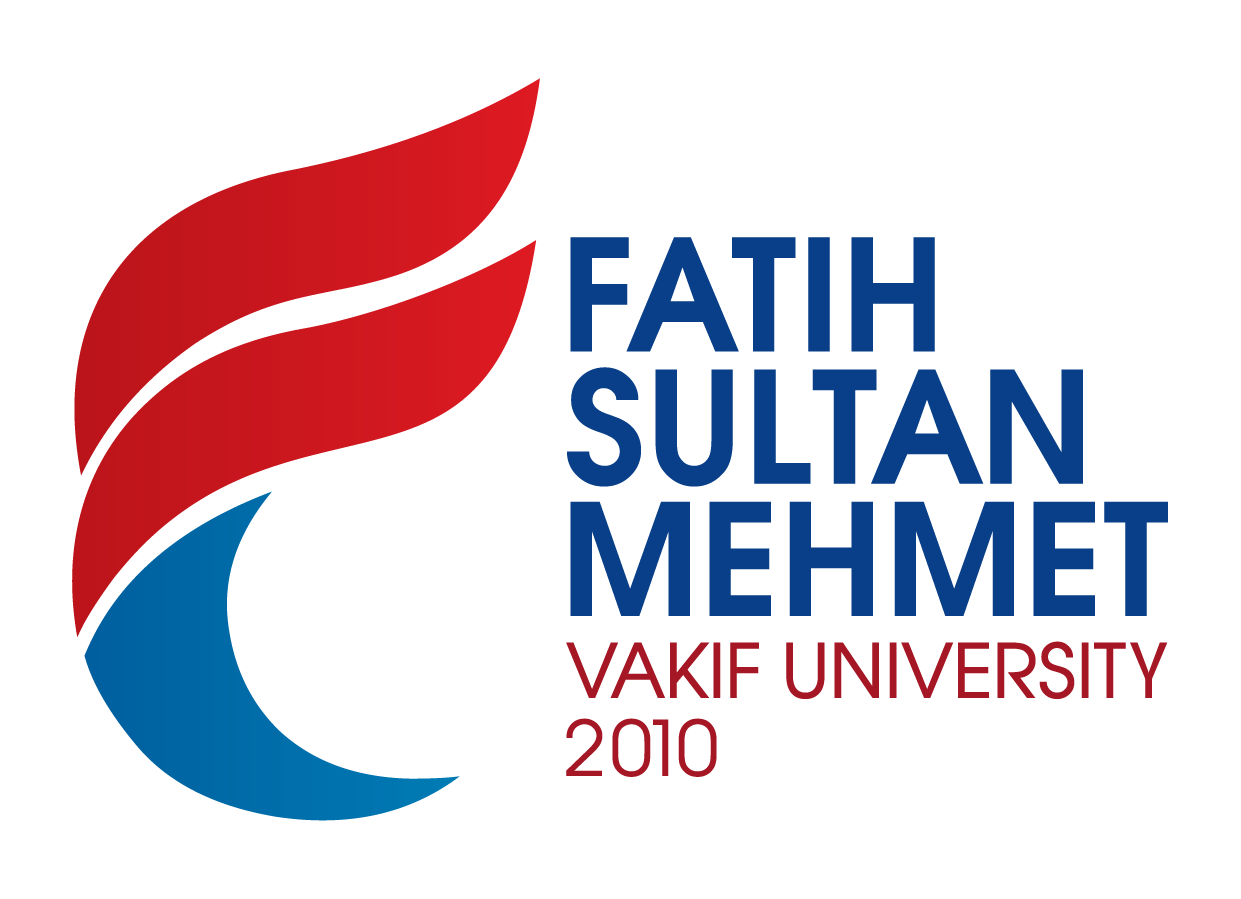 FATIH
SULTAN
MEHMET
VAKIF UNIVERSITY
2010